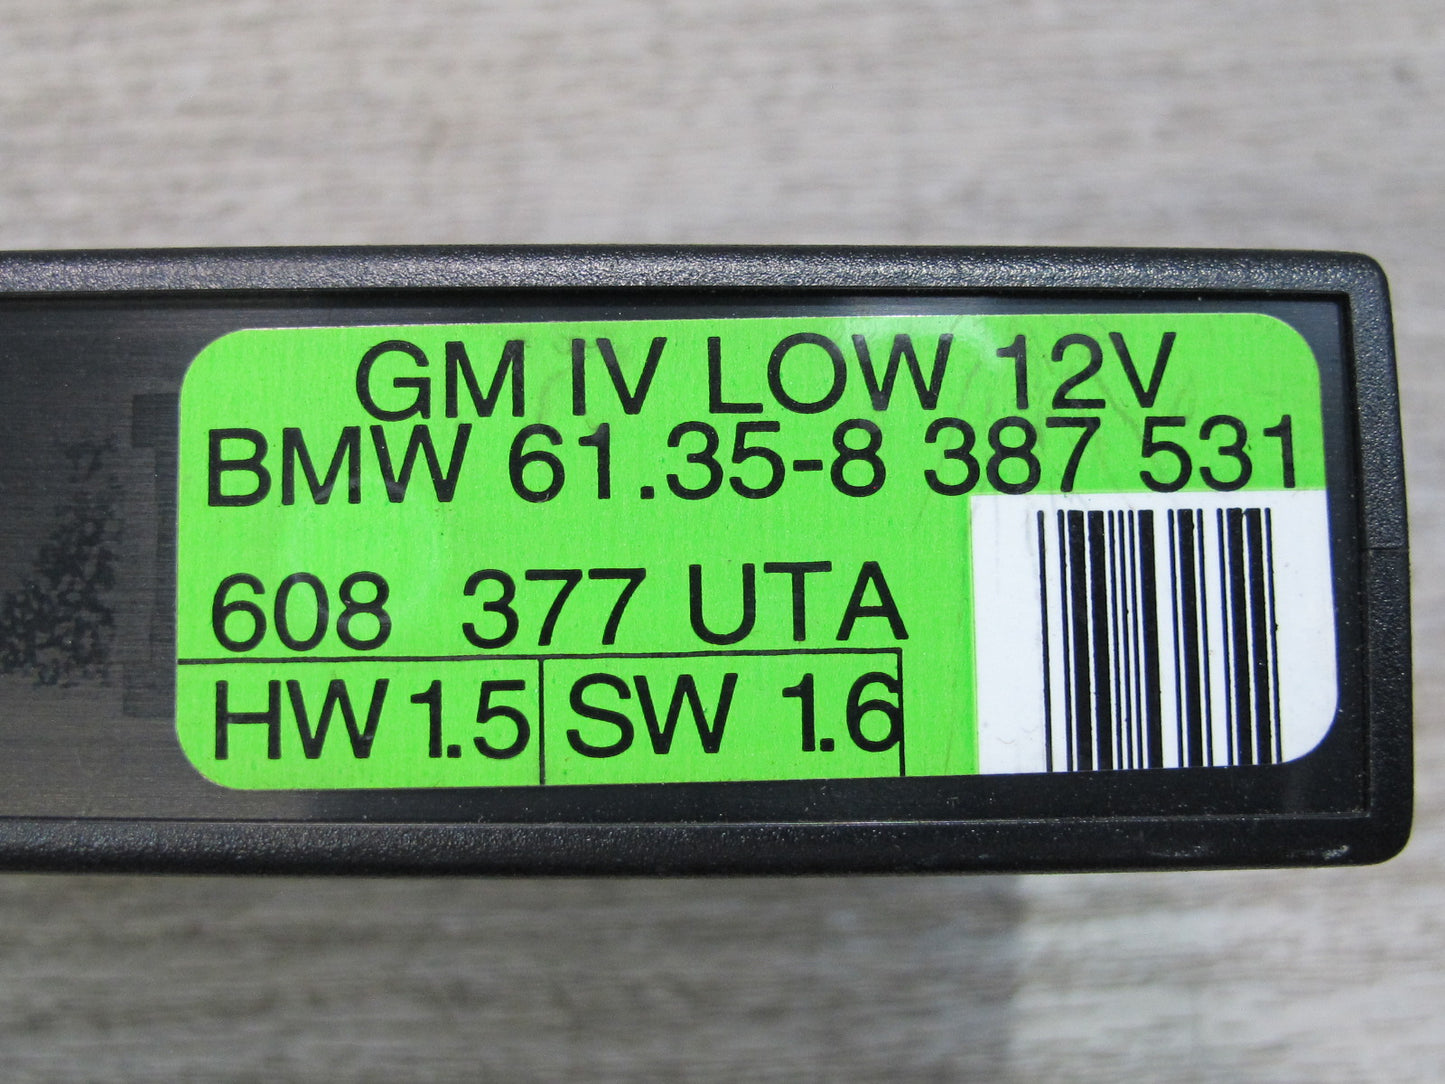 GM IV LOW 12V
BMW 61.35-8 387 531
608 377 UTA
HW 1.5 SW 1.6